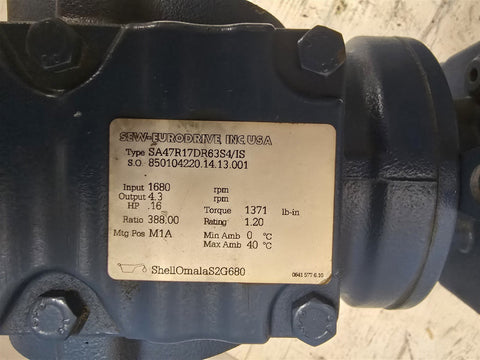 SEW-EURODRIVE INC. USA
Type SA47R17DR63S4/IS
S.O. 850104220.14.13.001
Input 1680 rpm
Output 4.3 rpm
HP .16 Torque 1371 lb-in
Ratio 388.00 Rating 1.20
Mtg Pos M1A Min Amb 0 °C
Max Amb 40 °C
ShellOmalaS2G680